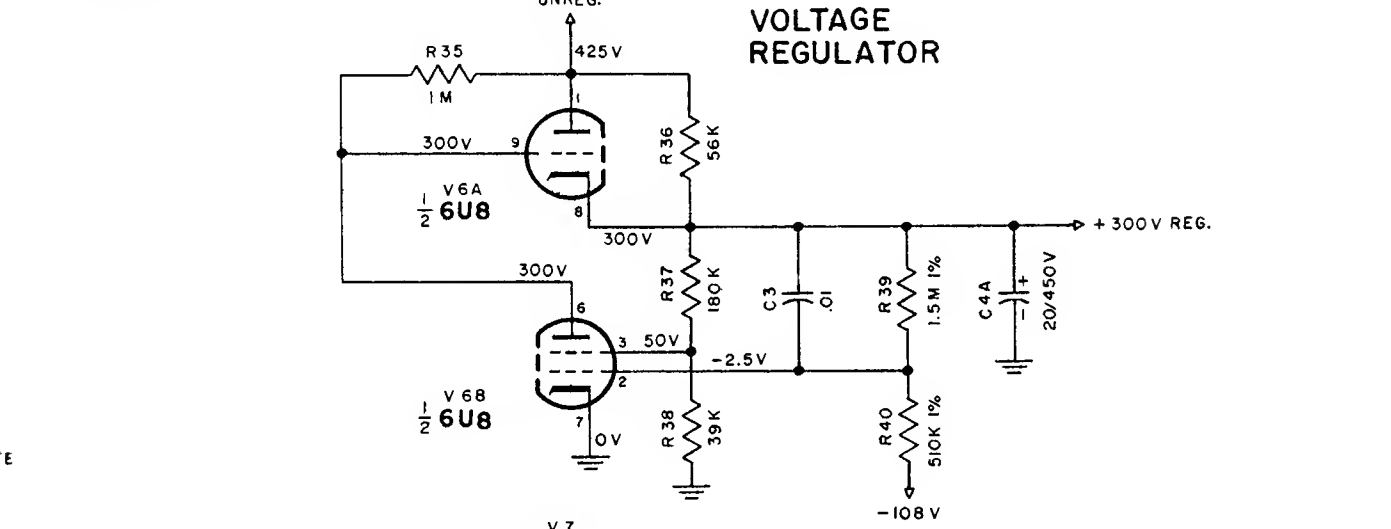 UNREG.
VOLTAGE
REGULATOR
R35
1M
425V
1
R36
56K
300V
9
V6A
1/2 6U8
8
300V
+300V REG.
300V
6
R37
180K
C3
.01
R39
1.5M 1%
C4A
+
-
20/450V
3
50V
-2.5V
2
V6B
1/2 6U8
7
0V
R38
39K
R40
510K 1%
-108V
V7